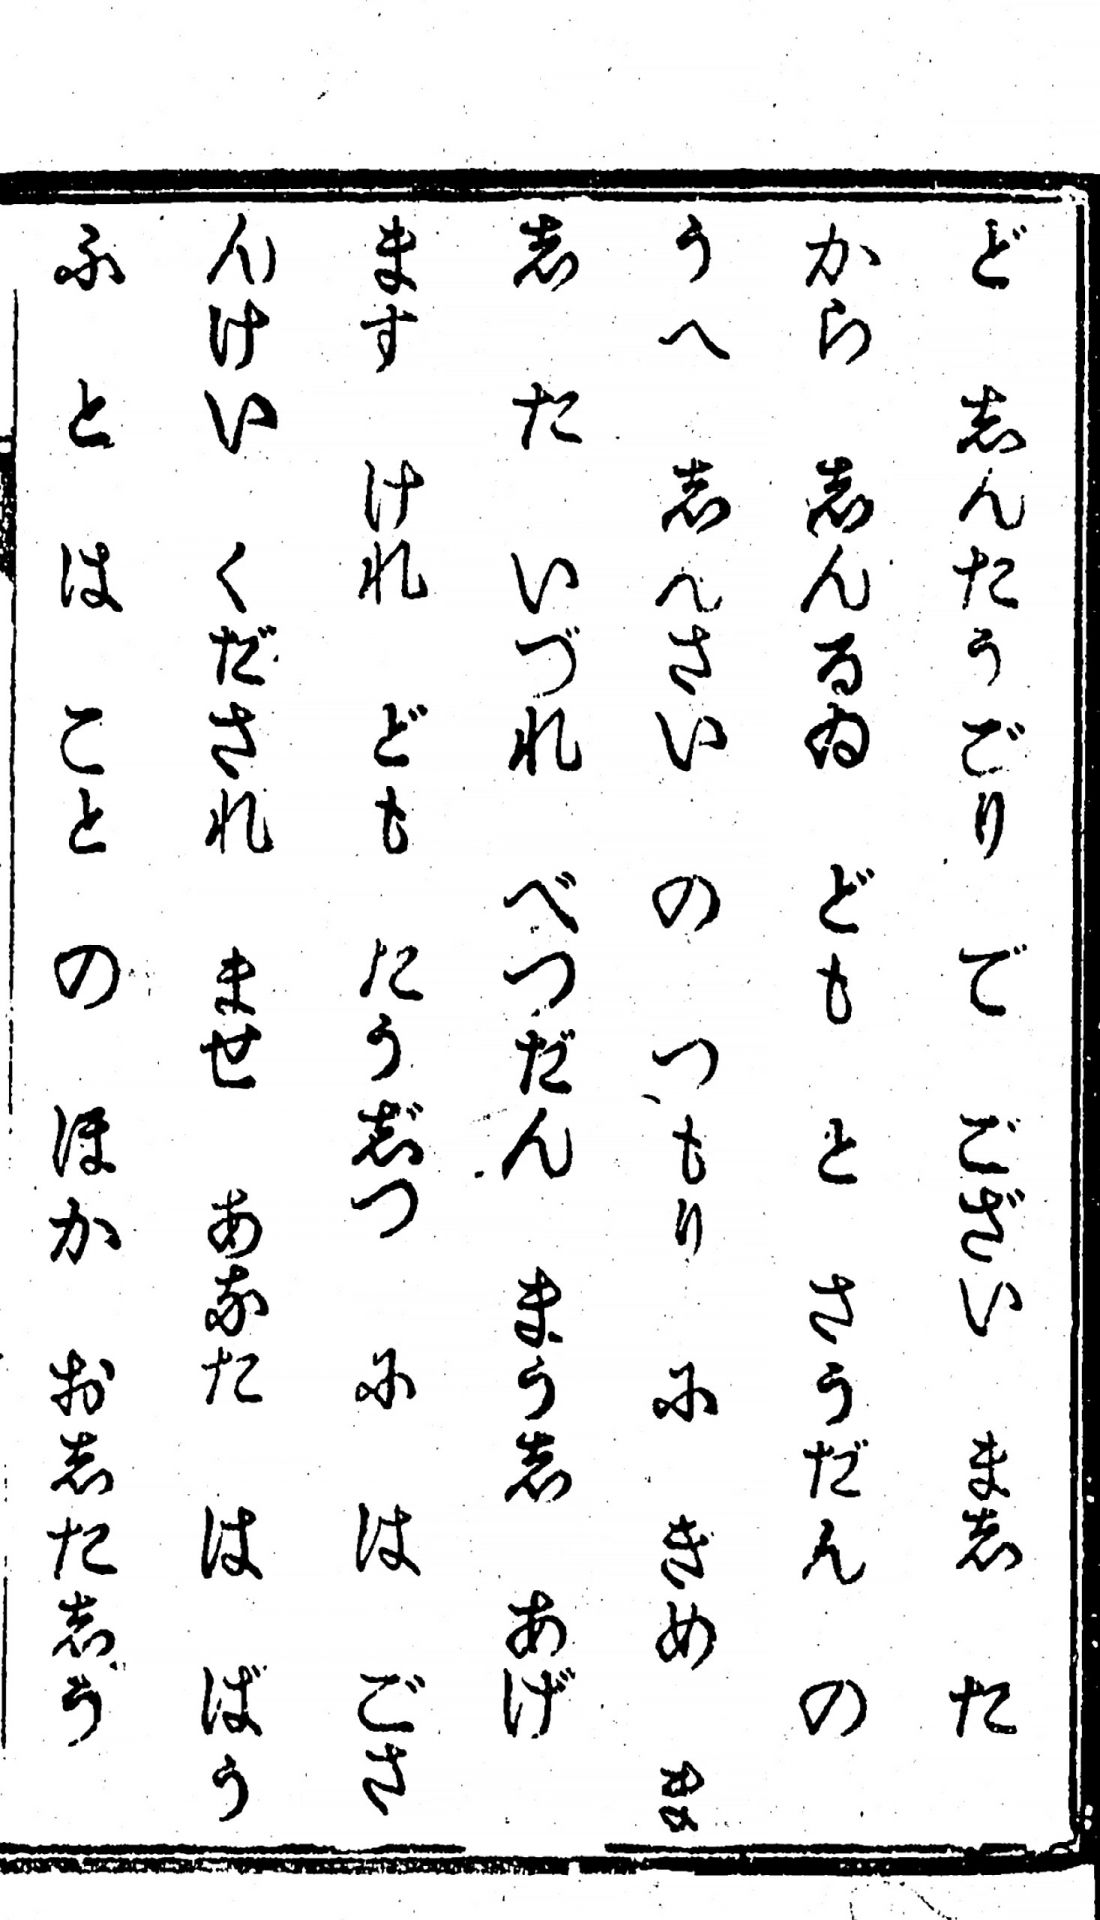 ど しんたうごり で ござい まし た
から しんるゐ ども と さうだん の
うへ しんさい の つもり に きめ ま
し た いづれ べつだん まうし あげ
ます けれ ども たうじつ に は ござ
んけい くだされ ませ あなた は ばう
ふ と は こと の ほか おしたしう